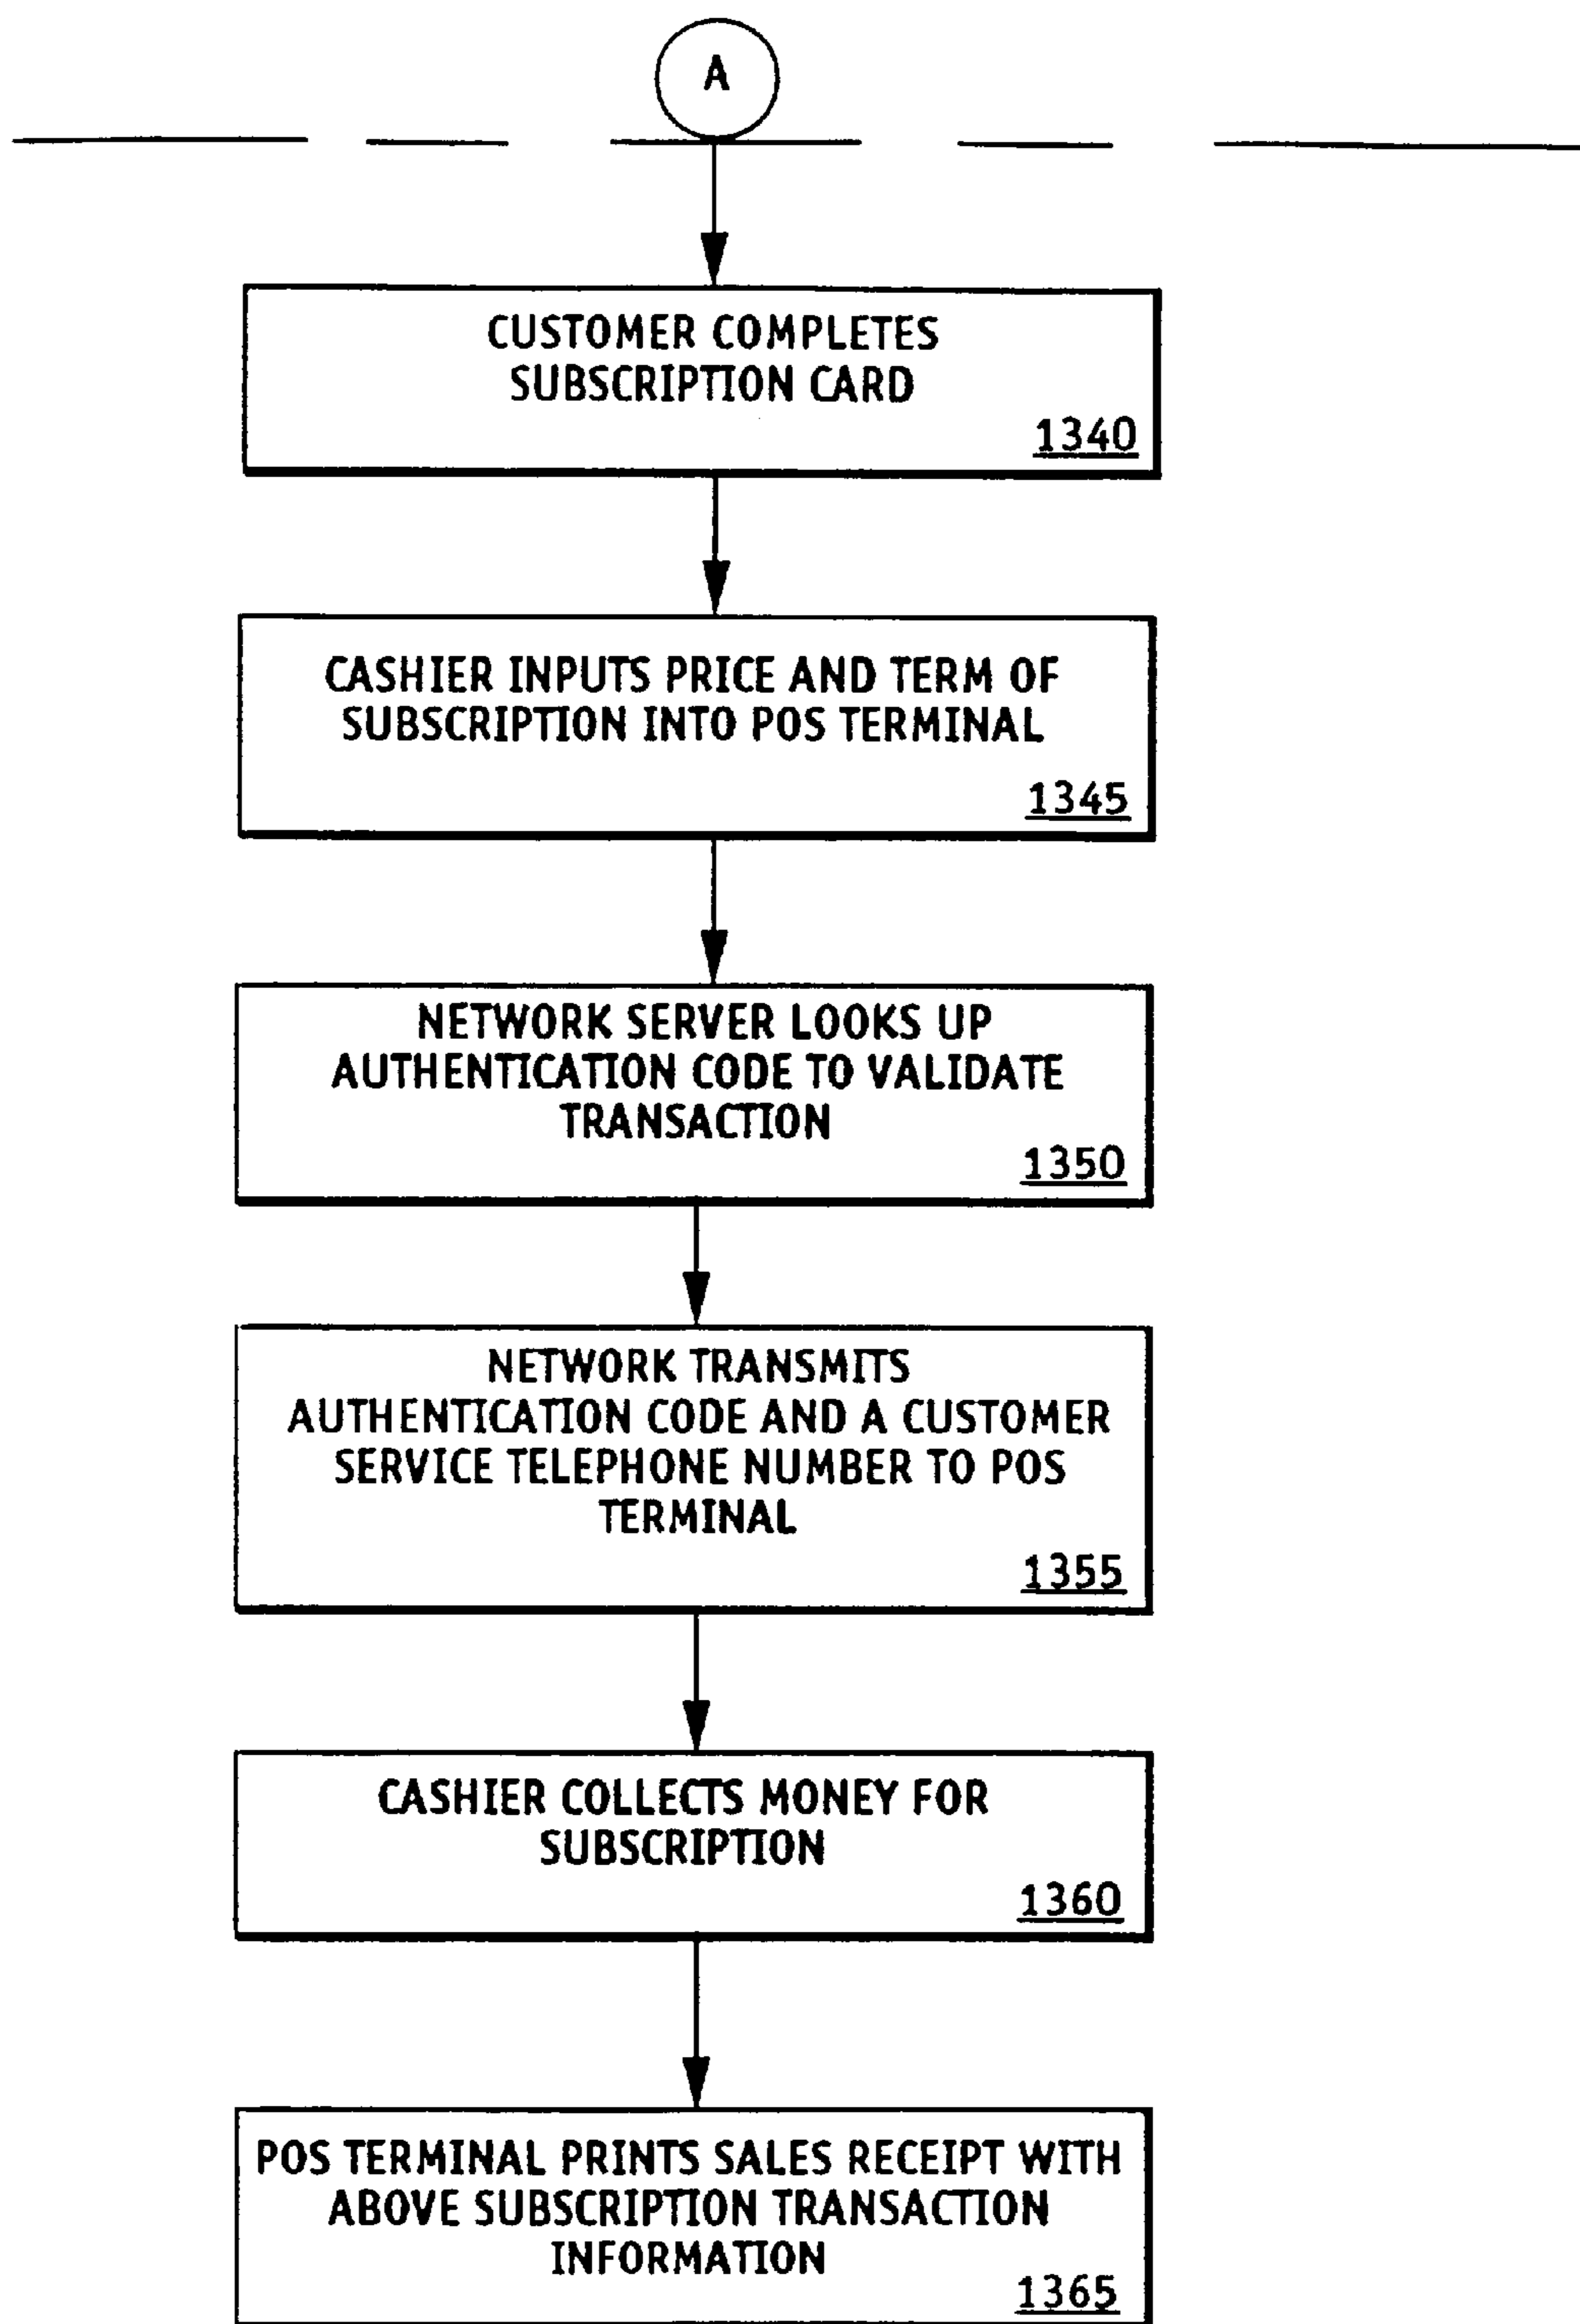 A
CUSTOMER COMPLETES
SUBSCRIPTION CARD
1340
CASHIER INPUTS PRICE AND TERM OF
SUBSCRIPTION INTO POS TERMINAL
1345
NETWORK SERVER LOOKS UP
AUTHENTICATION CODE TO VALIDATE
TRANSACTION
1350
NETWORK TRANSMITS
AUTHENTICATION CODE AND A CUSTOMER
SERVICE TELEPHONE NUMBER TO POS
TERMINAL
1355
CASHIER COLLECTS MONEY FOR
SUBSCRIPTION
1360
POS TERMINAL PRINTS SALES RECEIPT WITH
ABOVE SUBSCRIPTION TRANSACTION
INFORMATION
1365